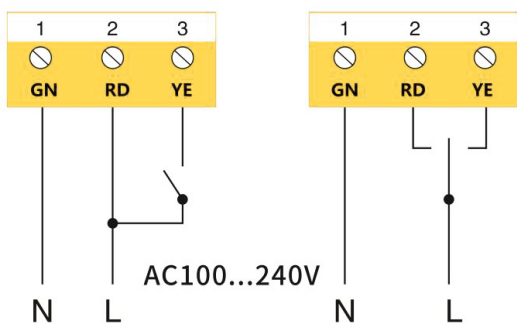 1 2 3 1 2 3
GN RD YE GN RD YE
AC100...240V
N L N L